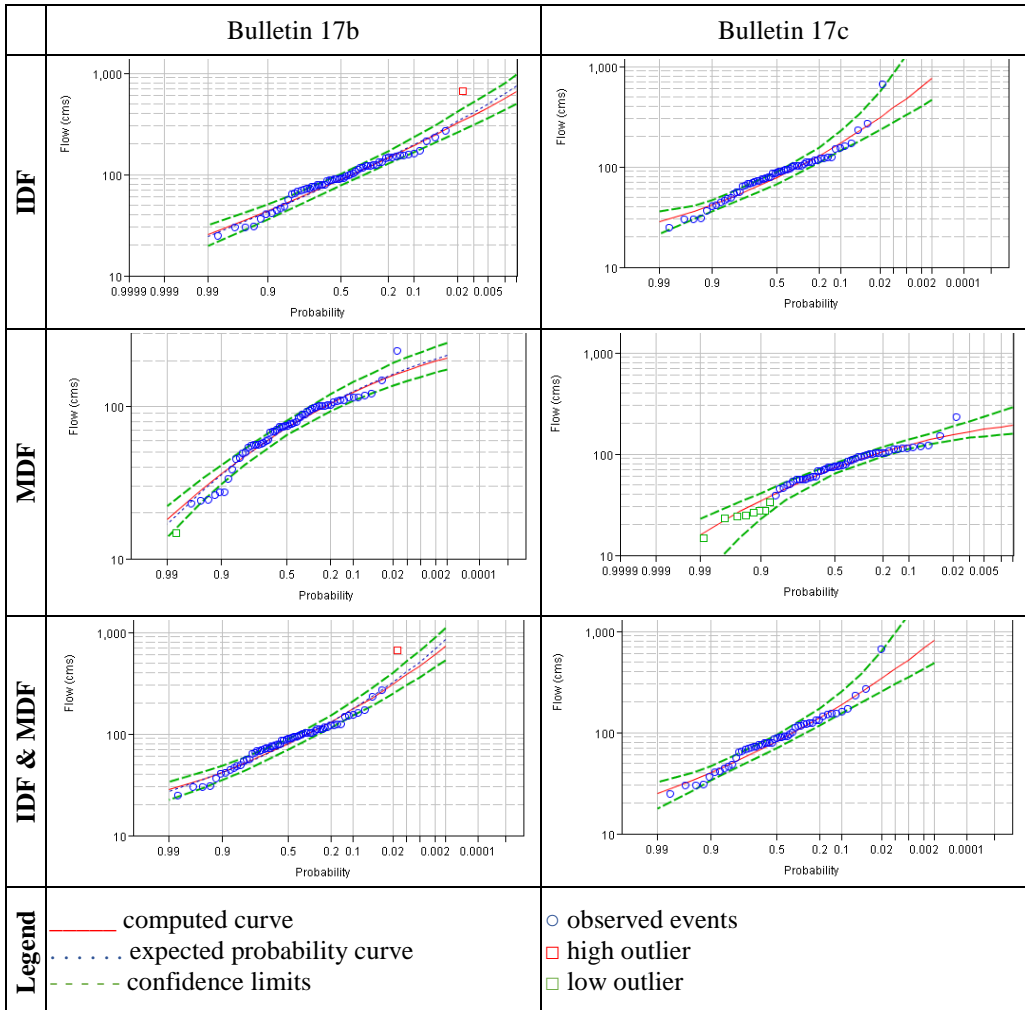 Bulletin 17b
Bulletin 17c
IDF
1,000
100
10
Flow (cms)
0.9999 0.999 0.99 0.9 0.5 0.2 0.1 0.02 0.005
Probability
1,000
100
10
Flow (cms)
0.99 0.9 0.5 0.2 0.1 0.02 0.002 0.0001
Probability
MDF
100
10
Flow (cms)
0.99 0.9 0.5 0.2 0.1 0.02 0.002 0.0001
Probability
1,000
100
10
Flow (cms)
0.9999 0.999 0.99 0.9 0.5 0.2 0.1 0.02 0.005
Probability
IDF & MDF
1,000
100
10
Flow (cms)
0.99 0.9 0.5 0.2 0.1 0.02 0.002 0.0001
Probability
1,000
100
10
Flow (cms)
0.99 0.9 0.5 0.2 0.1 0.02 0.002 0.0001
Probability
Legend
computed curve
expected probability curve
confidence limits
observed events
high outlier
low outlier